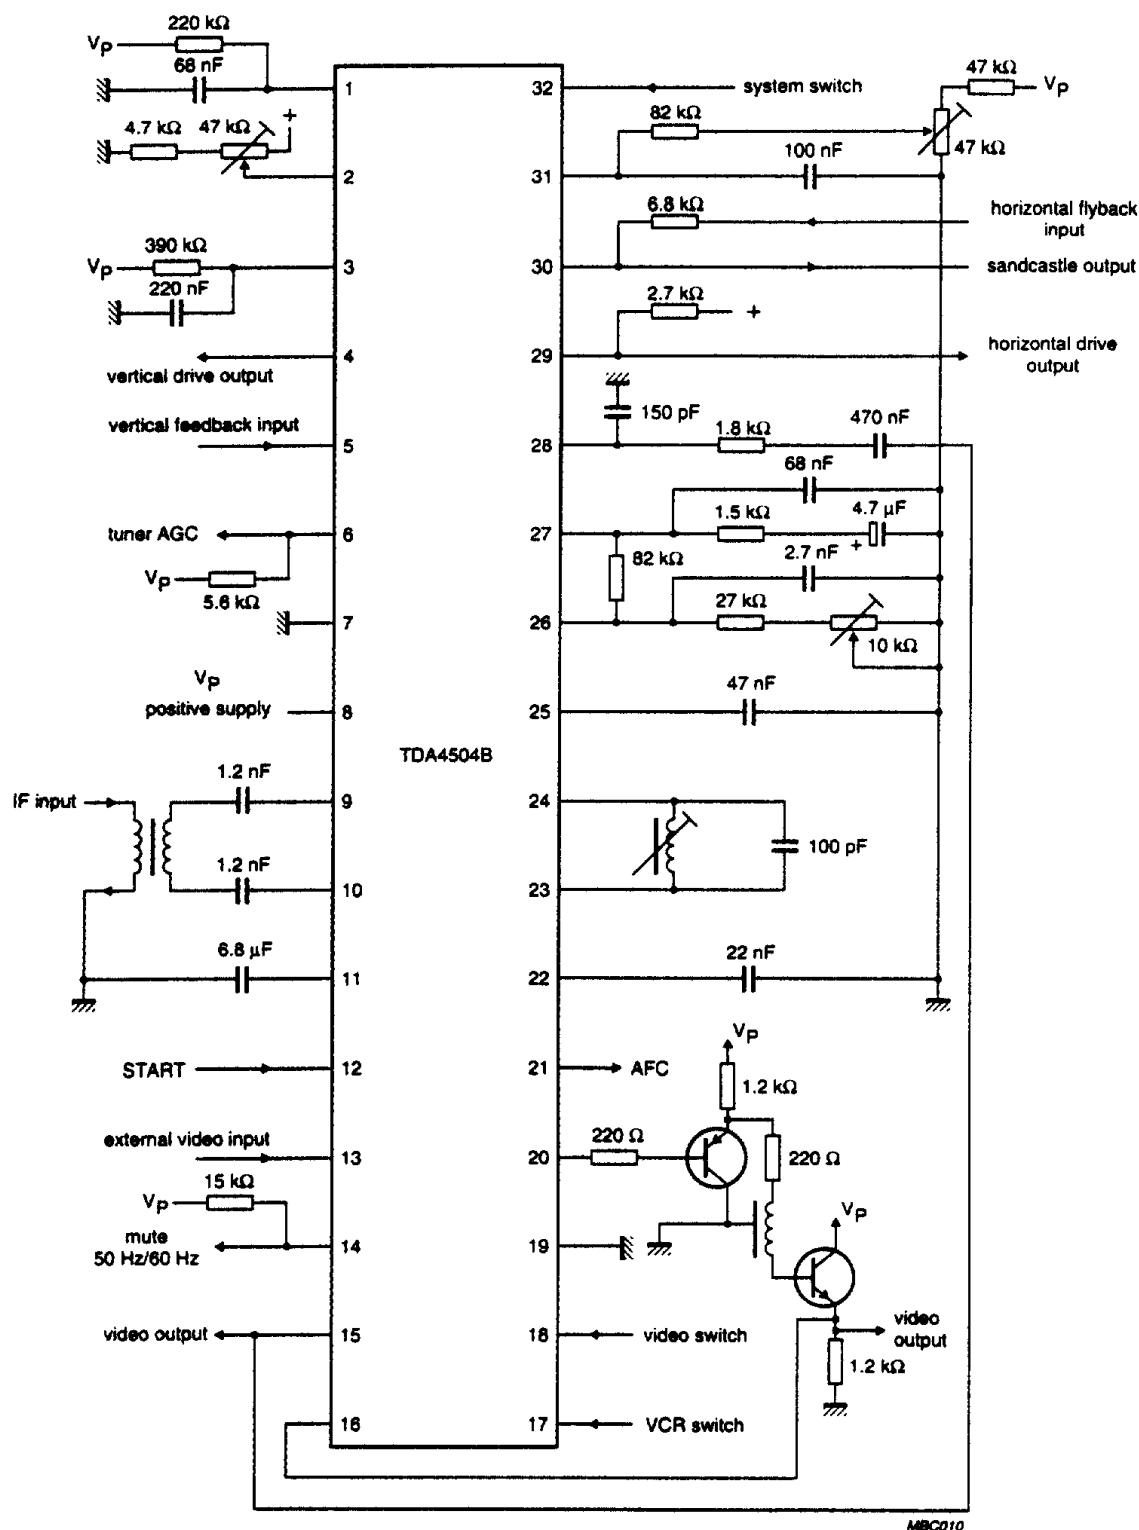 220 kΩ
VP
68 nF
1
4.7 kΩ
47 kΩ
+
2
390 kΩ
VP
3
220 nF
4
vertical drive output
vertical feedback input
5
tuner AGC
6
VP
5.6 kΩ
7
VP
positive supply
8
1.2 nF
IF input
9
1.2 nF
10
6.8 µF
11
START
12
external video input
13
15 kΩ
VP
mute
50 Hz/60 Hz
14
video output
15
16
TDA4504B
32
system switch
47 kΩ
VP
82 kΩ
47 kΩ
100 nF
31
6.8 kΩ
horizontal flyback
input
30
sandcastle output
2.7 kΩ
+
29
horizontal drive
output
150 pF
28
1.8 kΩ
470 nF
68 nF
27
1.5 kΩ
4.7 µF
+
82 kΩ
2.7 nF
26
27 kΩ
10 kΩ
47 nF
25
24
100 pF
23
22 nF
22
VP
21
AFC
1.2 kΩ
220 Ω
20
220 Ω
VP
19
18
video switch
video
output
1.2 kΩ
17
VCR switch
MBC010